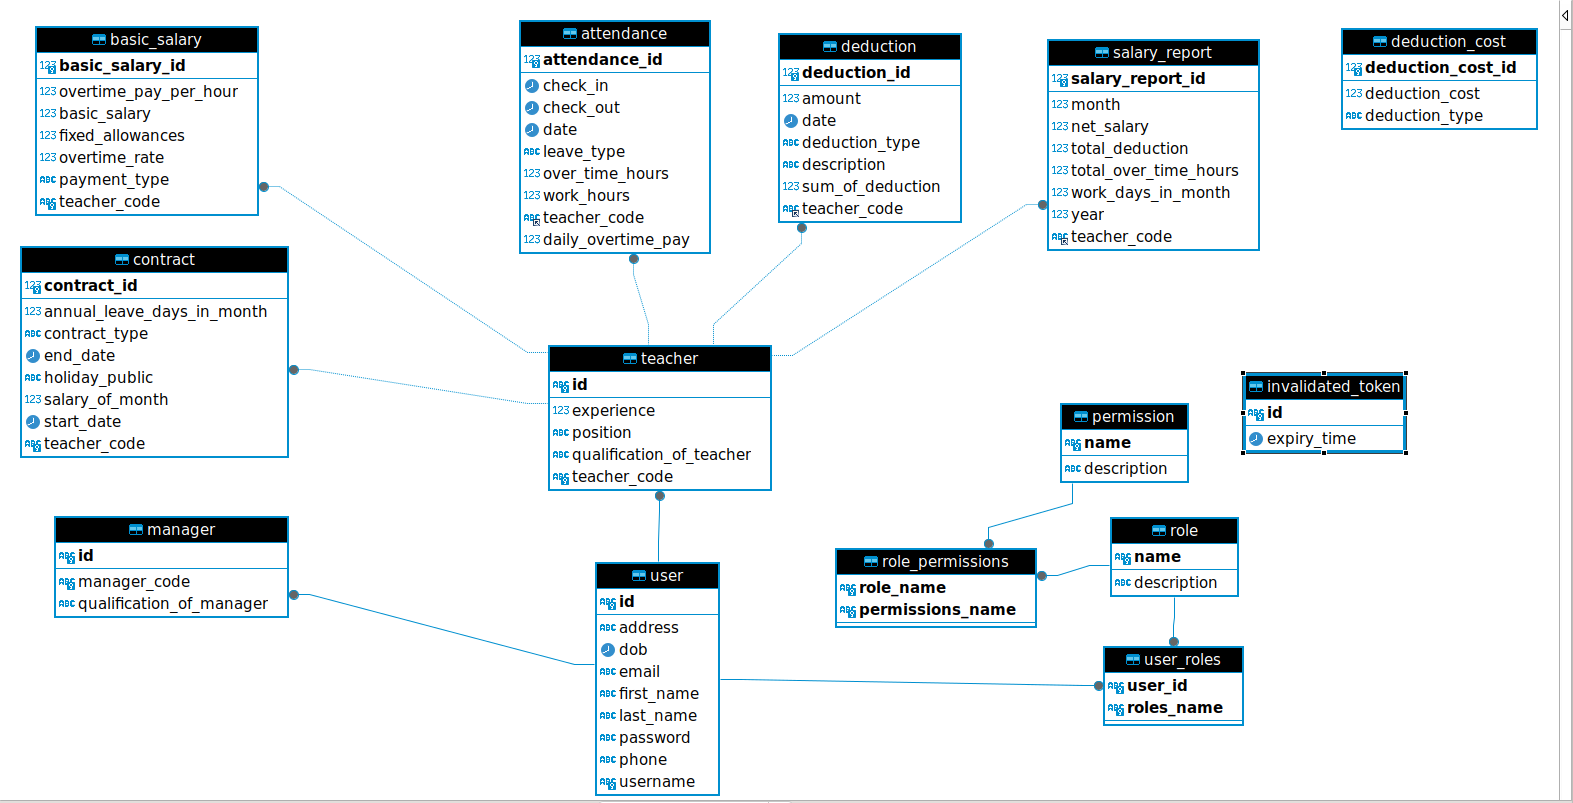 basic_salary
basic_salary_id
overtime_pay_per_hour
basic_salary
fixed_allowances
overtime_rate
payment_type
teacher_code
attendance
attendance_id
check_in
check_out
date
leave_type
over_time_hours
work_hours
teacher_code
daily_overtime_pay
deduction
deduction_id
amount
date
deduction_type
description
sum_of_deduction
teacher_code
salary_report
salary_report_id
month
net_salary
total_deduction
total_over_time_hours
work_days_in_month
year
teacher_code
deduction_cost
deduction_cost_id
deduction_cost
deduction_type
contract
contract_id
annual_leave_days_in_month
contract_type
end_date
holiday_public
salary_of_month
start_date
teacher_code
teacher
id
experience
position
qualification_of_teacher
teacher_code
invalidated_token
id
expiry_time
permission
name
description
manager
id
manager_code
qualification_of_manager
user
id
address
dob
email
first_name
last_name
password
phone
username
role_permissions
role_name
permissions_name
role
name
description
user_roles
user_id
roles_name